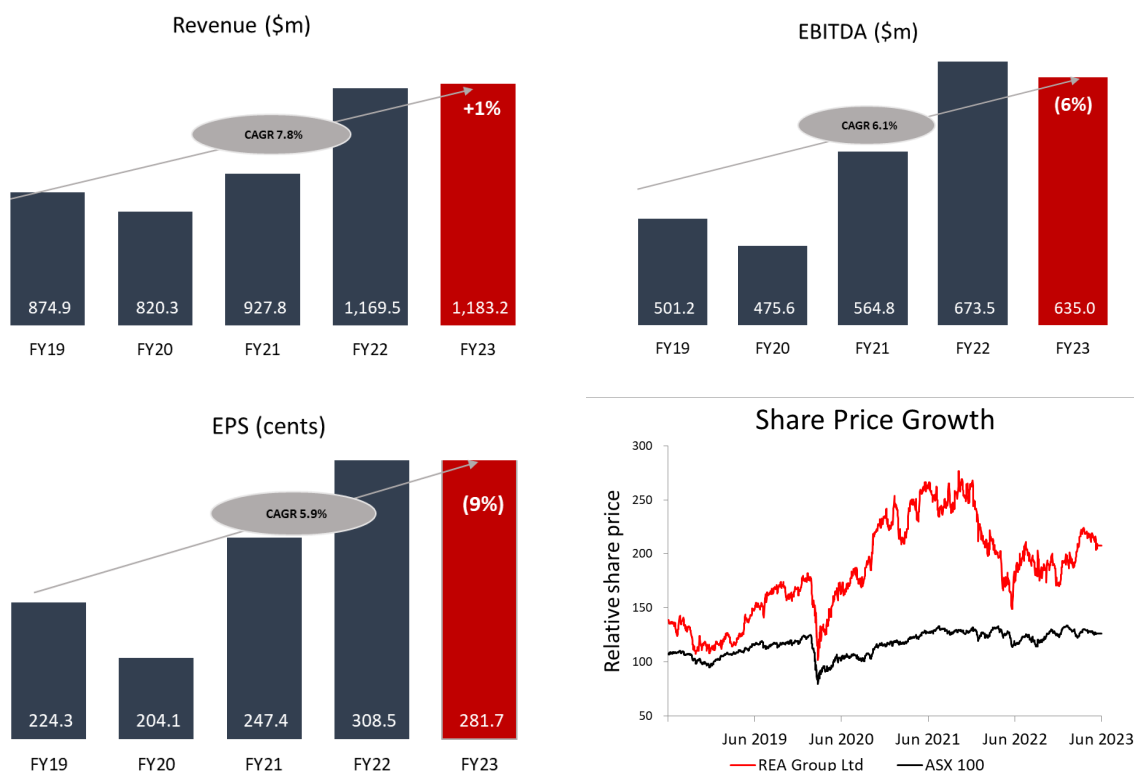 Revenue ($m)
+1%
CAGR 7.8%
874.9
820.3
927.8
1,169.5
1,183.2
FY19
FY20
FY21
FY22
FY23
EBITDA ($m)
(6%)
CAGR 6.1%
501.2
475.6
564.8
673.5
635.0
FY19
FY20
FY21
FY22
FY23
EPS (cents)
(9%)
CAGR 5.9%
224.3
204.1
247.4
308.5
281.7
FY19
FY20
FY21
FY22
FY23
Share Price Growth
Relative share price
300
250
200
150
100
50
Jun 2019
Jun 2020
Jun 2021
Jun 2022
Jun 2023
REA Group Ltd
ASX 100